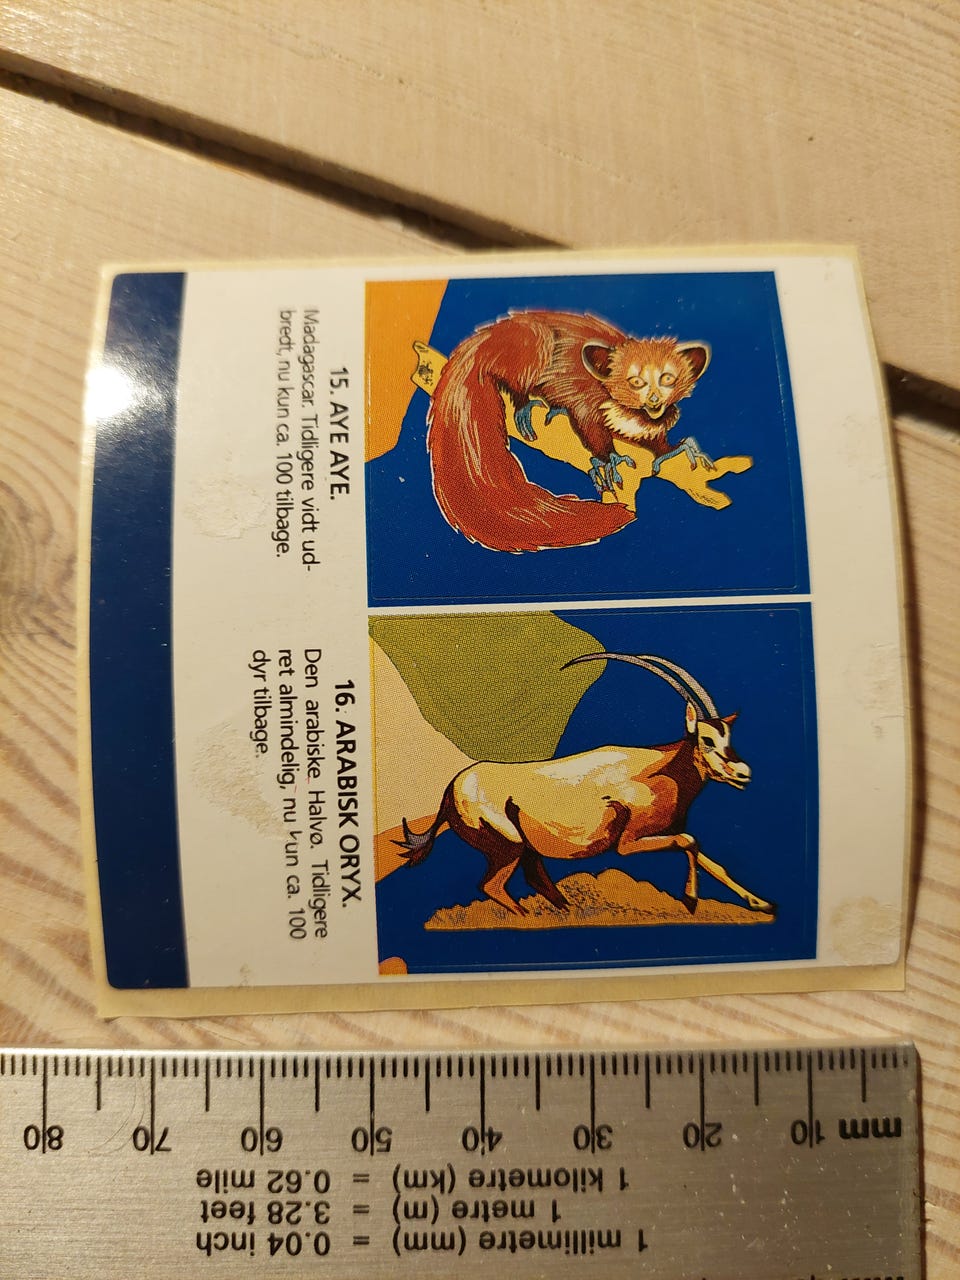 15. AYE AYE.
Madagascar. Tidligere vidt ud-
bredt, nu kun ca. 100 tilbage.
16. ARABISK ORYX.
Den arabiske Halvø. Tidligere
ret almindelig, nu kun ca. 100
dyr tilbage.
mm 10 20 30 40 50 60 70 80
1 millimetre (mm) = 0.04 inch
1 metre (m) = 3.28 feet
1 kilometre (km) = 0.62 mile